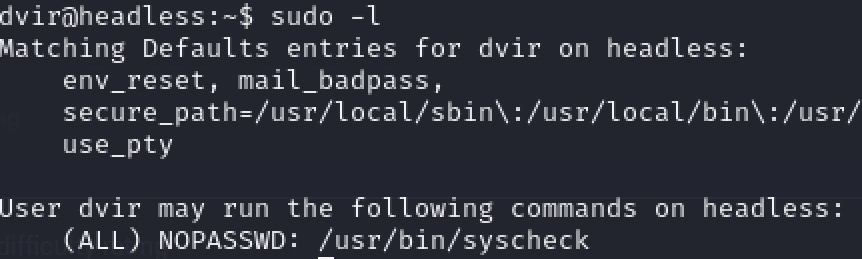 dvir@headless:~$ sudo -l
Matching Defaults entries for dvir on headless:
    env_reset, mail_badpass,
    secure_path=/usr/local/sbin\:/usr/local/bin\:/usr/
    use_pty

User dvir may run the following commands on headless:
    (ALL) NOPASSWD: /usr/bin/syscheck